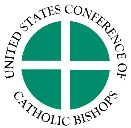 UNITED STATES CONFERENCE OF
CATHOLIC BISHOPS